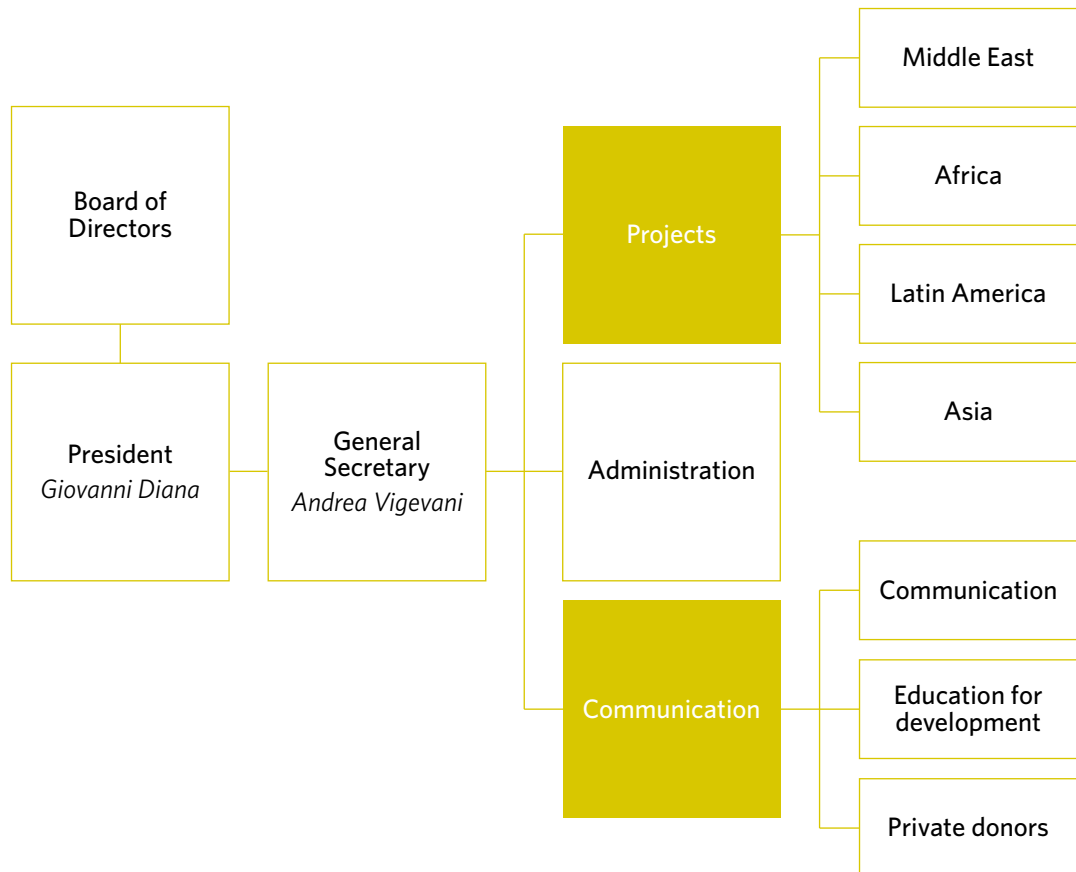 Board of
Directors
President
Giovanni Diana
General
Secretary
Andrea Vigevani
Projects
Administration
Communication
Middle East
Africa
Latin America
Asia
Communication
Education for
development
Private donors